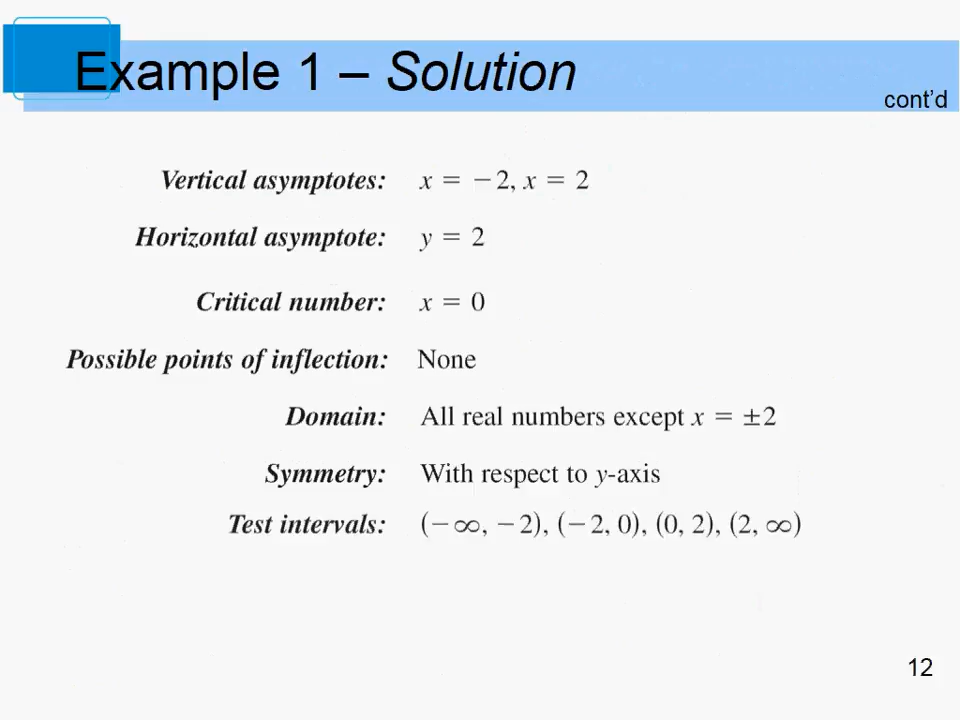 Example 1 – Solution
cont’d
Vertical asymptotes: x = −2, x = 2
Horizontal asymptote: y = 2
Critical number: x = 0
Possible points of inflection: None
Domain: All real numbers except x = ±2
Symmetry: With respect to y-axis
Test intervals: (−∞, −2), (−2, 0), (0, 2), (2, ∞)
12